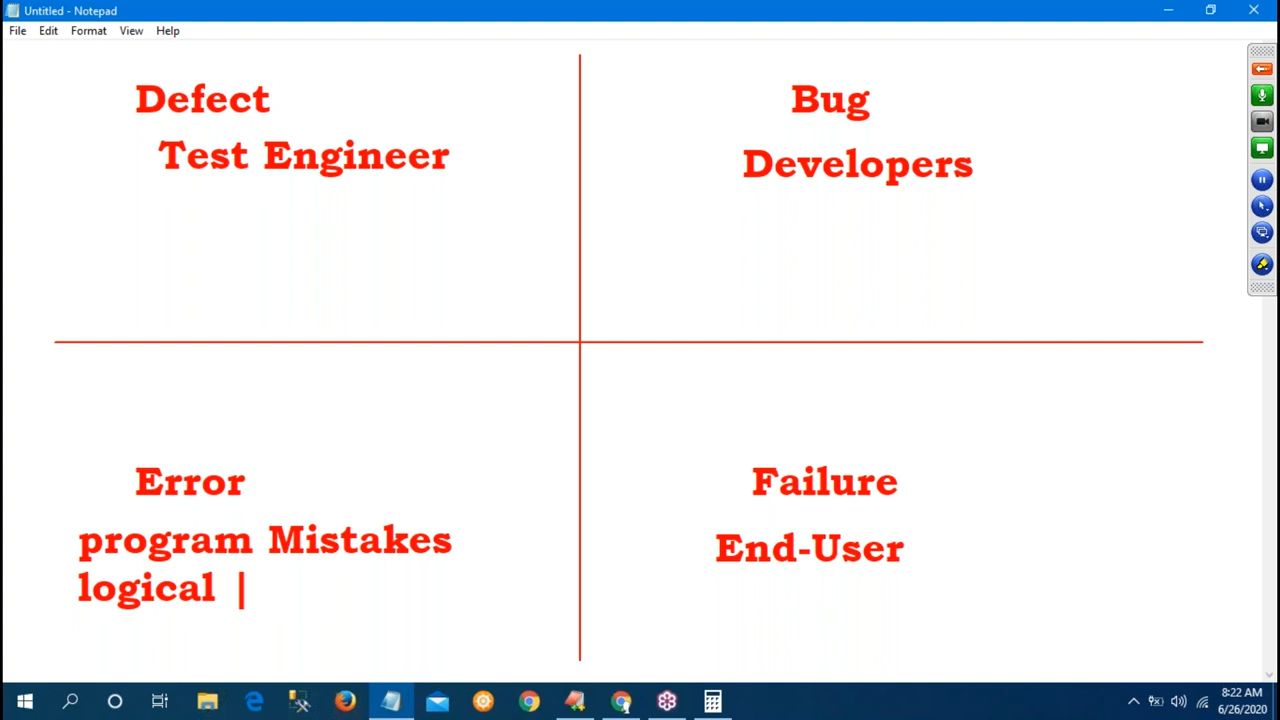 Untitled - Notepad
File Edit Format View Help
Defect
Test Engineer
Bug
Developers
Error
program Mistakes
logical
Failure
End-User
8:22 AM
6/26/2020